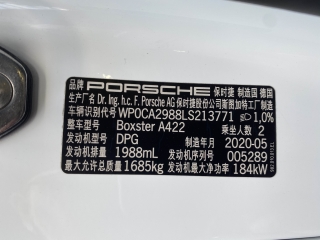 品牌 PORSCHE 保时捷 制造国 德国
生产厂名 Dr. Ing. h.c. F. Porsche AG 保时捷股份公司斯图加特工厂制造
车辆识别代号 WP0CA2988LS213771 1,0%
整车型号 Boxster A422 乘坐人数 2
发动机型号 DPG 制造年月 2020-05
发动机排量 1988mL 发动机序列号 005289
最大允许总质量 1685kg 发动机最大净功率 184kW